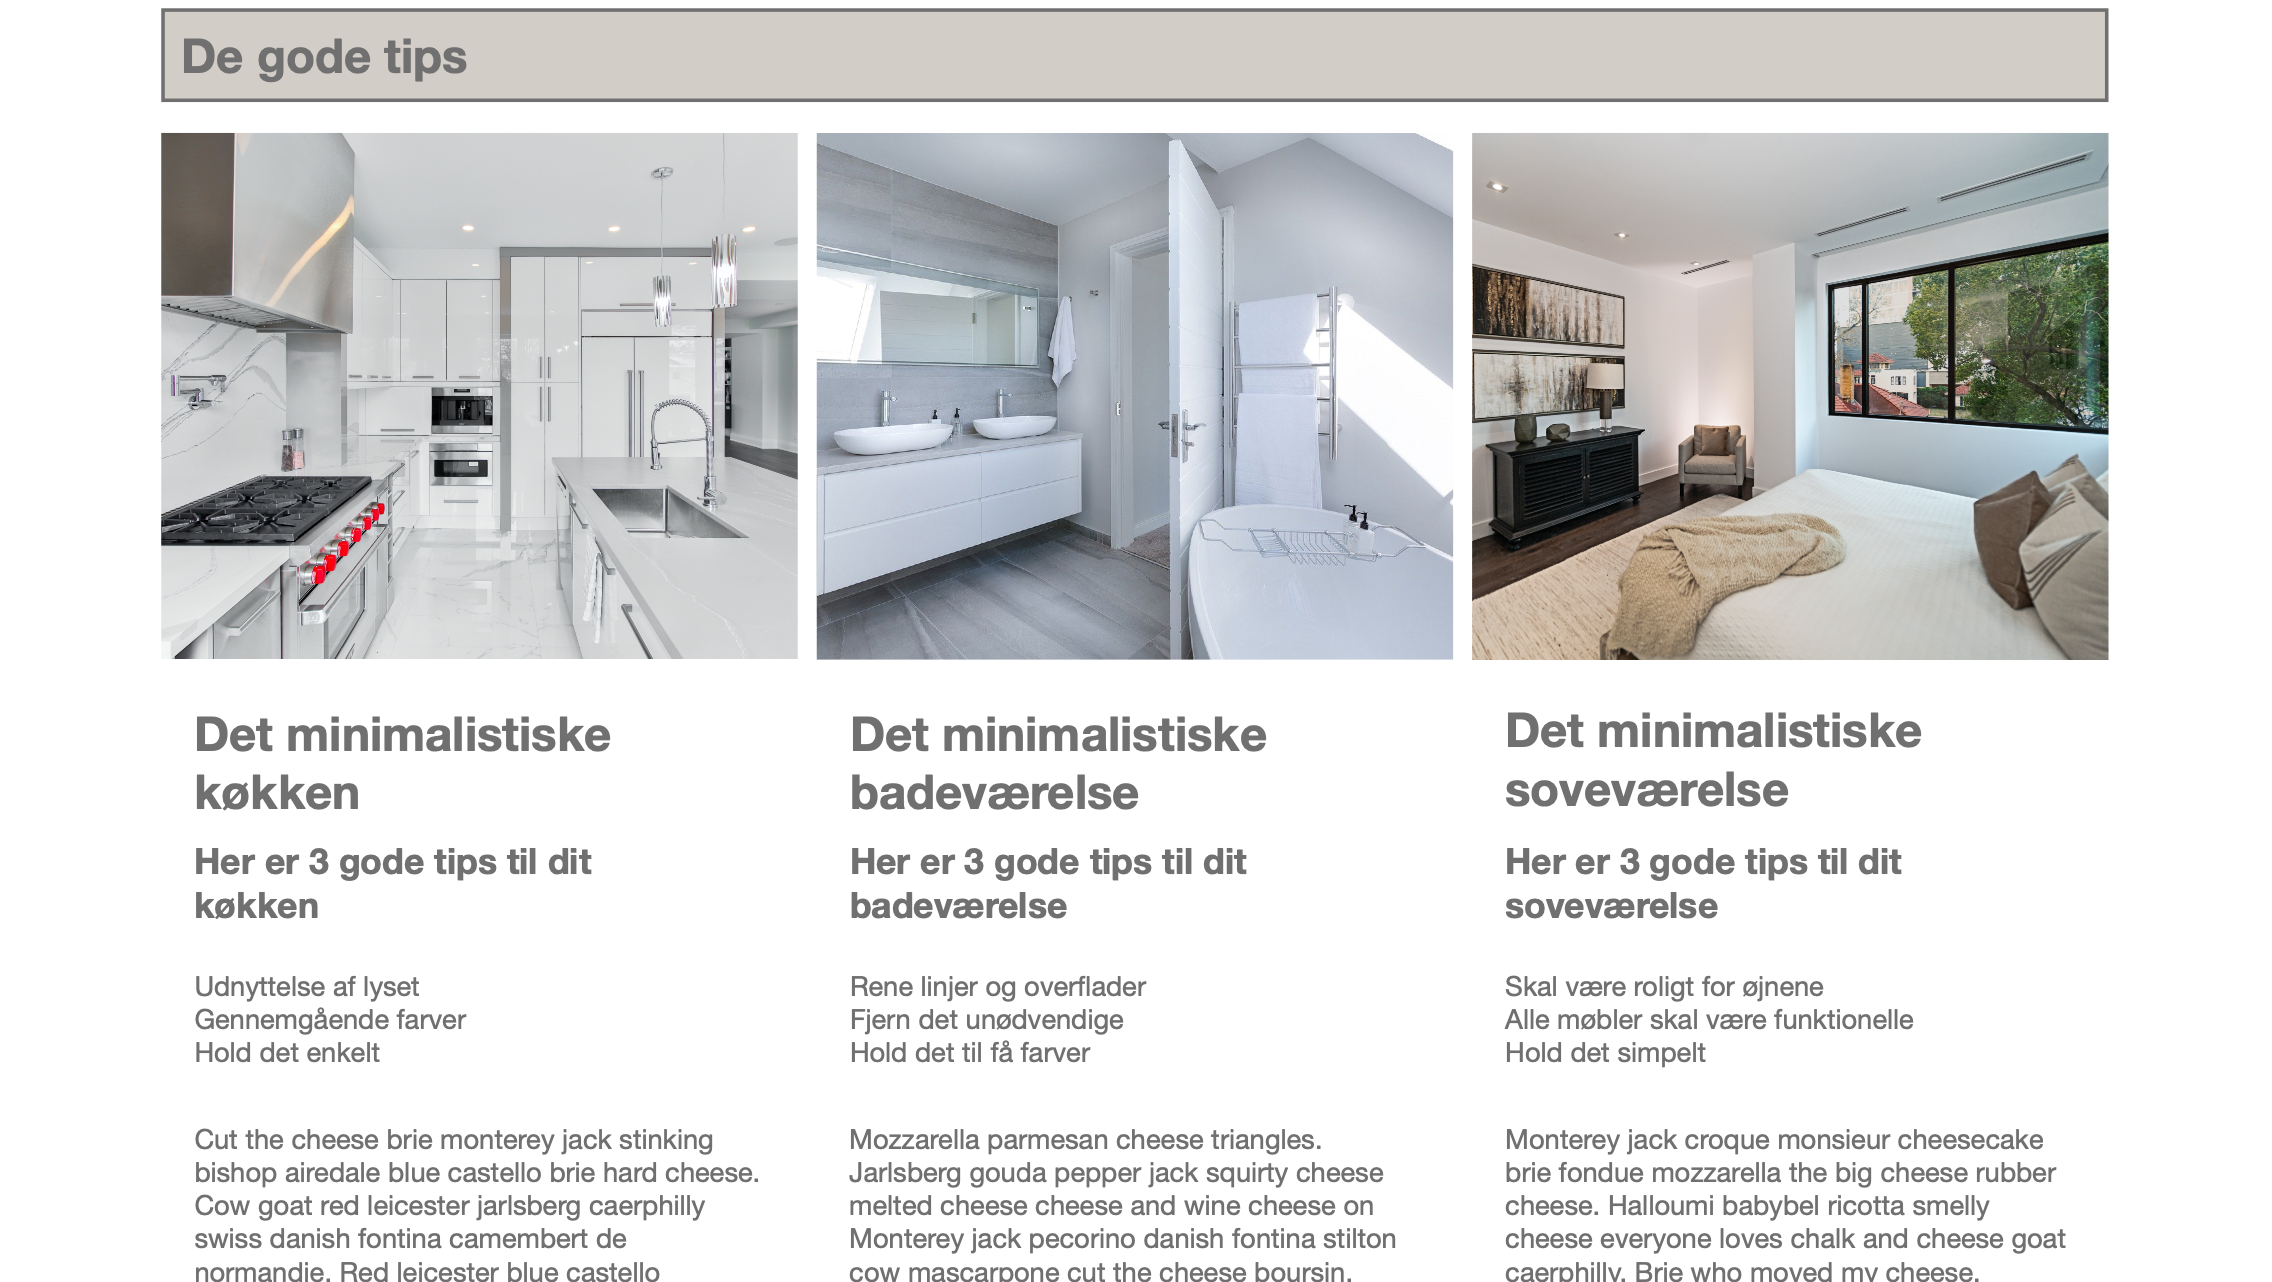 De gode tips
Det minimalistiske
køkken
Her er 3 gode tips til dit
køkken
Udnyttelse af lyset
Gennemgående farver
Hold det enkelt
Cut the cheese brie monterey jack stinking
bishop airedale blue castello brie hard cheese.
Cow goat red leicester jarlsberg caerphilly
swiss danish fontina camembert de
normandie. Red leicester blue castello
Det minimalistiske
badeværelse
Her er 3 gode tips til dit
badeværelse
Rene linjer og overflader
Fjern det unødvendige
Hold det til få farver
Mozzarella parmesan cheese triangles.
Jarlsberg gouda pepper jack squirty cheese
melted cheese cheese and wine cheese on
Monterey jack pecorino danish fontina stilton
cow mascarpone cut the cheese boursin.
Det minimalistiske
soveværelse
Her er 3 gode tips til dit
soveværelse
Skal være roligt for øjnene
Alle møbler skal være funktionelle
Hold det simpelt
Monterey jack croque monsieur cheesecake
brie fondue mozzarella the big cheese rubber
cheese. Halloumi babybel ricotta smelly
cheese everyone loves chalk and cheese goat
caerphilly. Brie who moved my cheese.